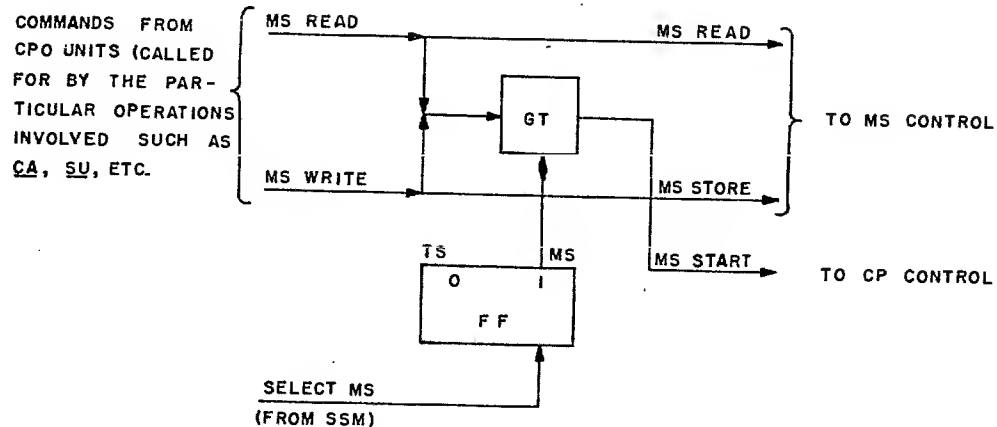 COMMANDS FROM
CPO UNITS (CALLED
FOR BY THE PAR-
TICULAR OPERATIONS
INVOLVED SUCH AS
CA, SU, ETC.
MS READ
MS READ
GT
TO MS CONTROL
MS WRITE
MS STORE
TS
MS
MS START
TO CP CONTROL
0 1
FF
SELECT MS
(FROM SSM)